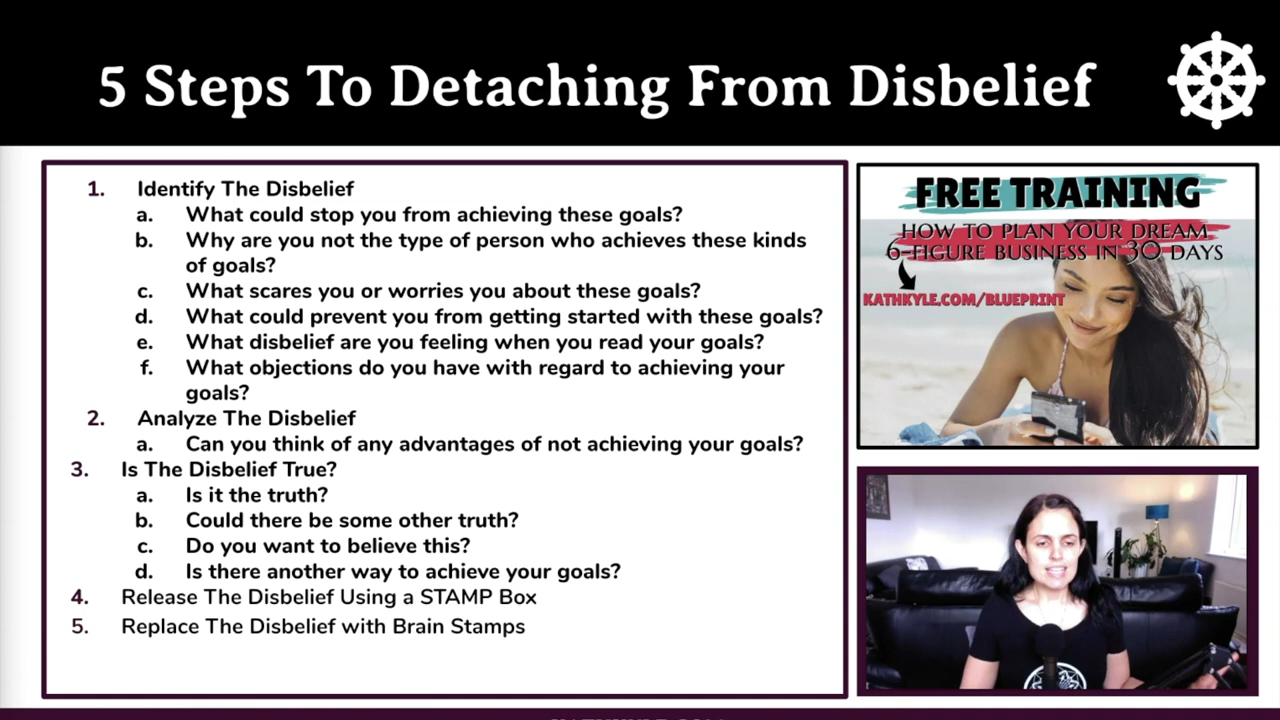 5 Steps To Detaching From Disbelief
1. Identify The Disbelief
a. What could stop you from achieving these goals?
b. Why are you not the type of person who achieves these kinds
of goals?
c. What scares you or worries you about these goals?
d. What could prevent you from getting started with these goals?
e. What disbelief are you feeling when you read your goals?
f. What objections do you have with regard to achieving your
goals?
2. Analyze The Disbelief
a. Can you think of any advantages of not achieving your goals?
3. Is The Disbelief True?
a. Is it the truth?
b. Could there be some other truth?
c. Do you want to believe this?
d. Is there another way to achieve your goals?
4. Release The Disbelief Using a STAMP Box
5. Replace The Disbelief with Brain Stamps
FREE TRAINING
HOW TO PLAN YOUR DREAM
6-FIGURE BUSINESS IN 30 DAYS
KATHKYLE.COM/BLUEPRINT